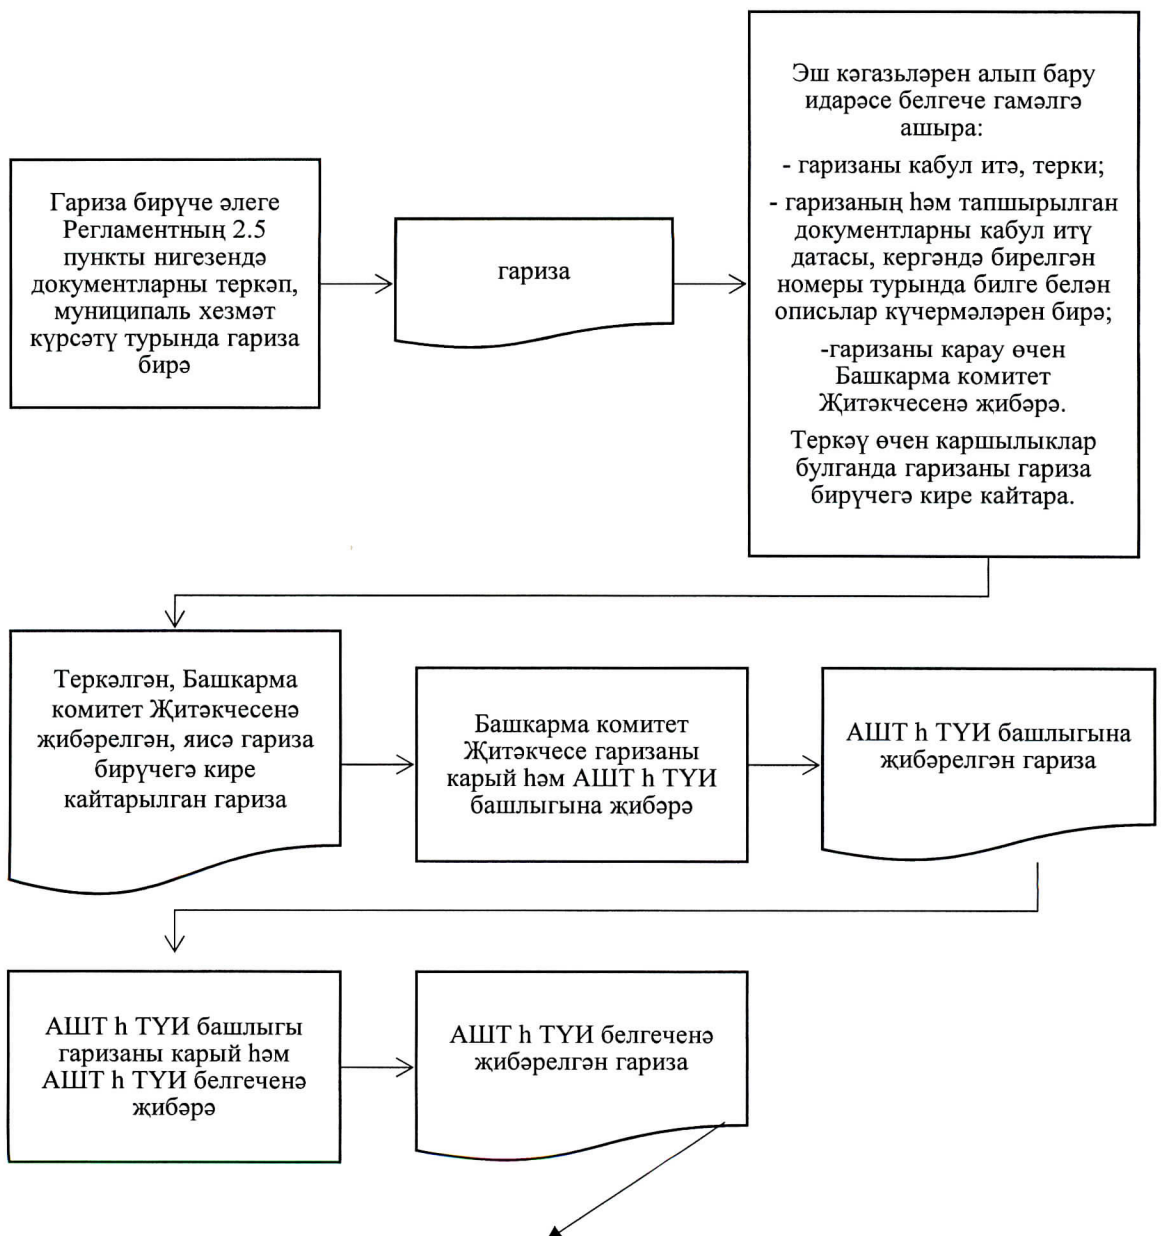 Гариза бирүче әлеге
Регламентның 2.5
пункты нигезендә
документларны теркәп,
муниципаль хезмәт
күрсәтү турында гариза
бирә
гариза
Эш кәгазьләрен алып бару
идарәсе белгече гамәлгә
ашыра:
- гаризаны кабул итә, терки;
- гаризаның һәм тапшырылган
документларны кабул итү
датасы, кергәндә бирелгән
номеры турында билге белән
описьлар күчермәләрен бирә;
-гаризаны карау өчен
Башкарма комитет
Җитәкчесенә җибәрә.
Теркәү өчен каршылыклар
булганда гаризаны гариза
бирүчегә кире кайтара.
Теркәлгән, Башкарма
комитет Җитәкчесенә
җибәрелгән, яисә гариза
бирүчегә кире
кайтарылган гариза
Башкарма комитет
Җитәкчесе гаризаны
карый һәм АШТ һ ТҮИ
башлыгына җибәрә
АШТ һ ТҮИ башлыгына
җибәрелгән гариза
АШТ һ ТҮИ башлыгы
гаризаны карый һәм
АШТ һ ТҮИ белгеченә
җибәрә
АШТ һ ТҮИ белгеченә
җибәрелгән гариза